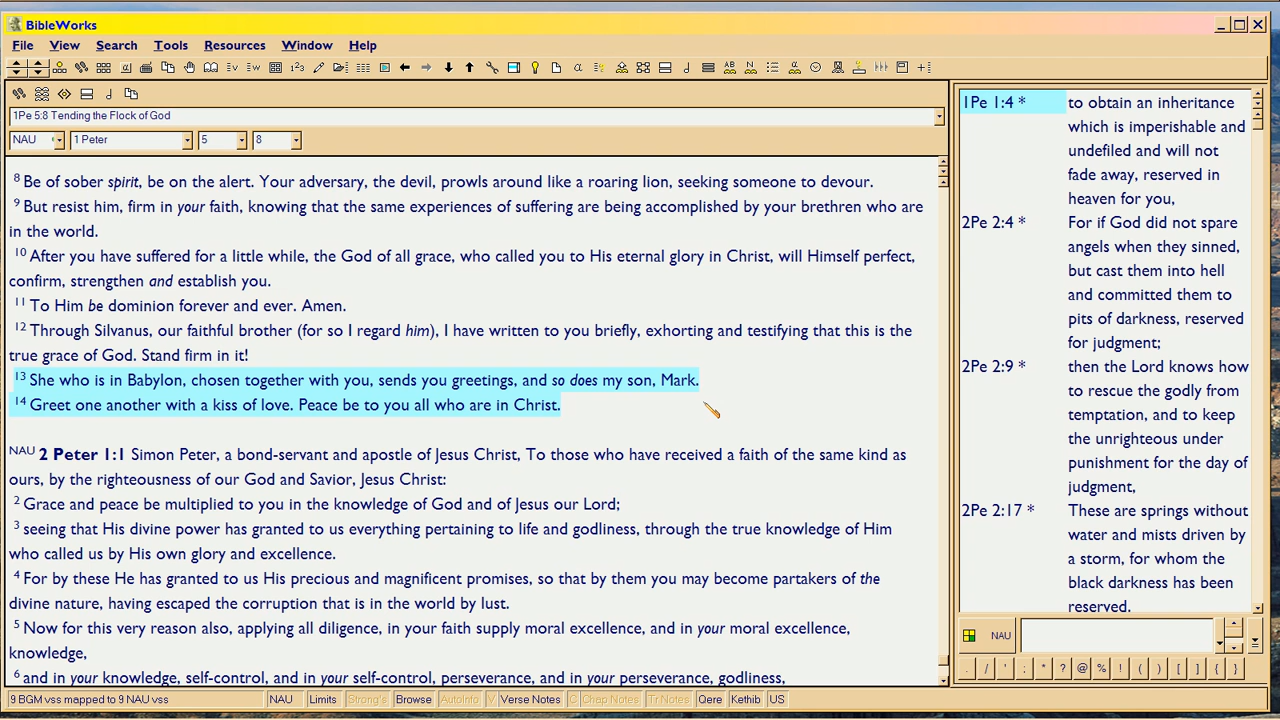 BibleWorks
File View Search Tools Resources Window Help
1Pe 5:8 Tending the Flock of God
NAU 1 Peter 5 8
8 Be of sober spirit, be on the alert. Your adversary, the devil, prowls around like a roaring lion, seeking someone to devour.
9 But resist him, firm in your faith, knowing that the same experiences of suffering are being accomplished by your brethren who are
in the world.
10 After you have suffered for a little while, the God of all grace, who called you to His eternal glory in Christ, will Himself perfect,
confirm, strengthen and establish you.
11 To Him be dominion forever and ever. Amen.
12 Through Silvanus, our faithful brother (for so I regard him), I have written to you briefly, exhorting and testifying that this is the
true grace of God. Stand firm in it!
13 She who is in Babylon, chosen together with you, sends you greetings, and so does my son, Mark.
14 Greet one another with a kiss of love. Peace be to you all who are in Christ.
NAU 2 Peter 1:1 Simon Peter, a bond-servant and apostle of Jesus Christ, To those who have received a faith of the same kind as
ours, by the righteousness of our God and Savior, Jesus Christ:
2 Grace and peace be multiplied to you in the knowledge of God and of Jesus our Lord;
3 seeing that His divine power has granted to us everything pertaining to life and godliness, through the true knowledge of Him
who called us by His own glory and excellence.
4 For by these He has granted to us His precious and magnificent promises, so that by them you may become partakers of the
divine nature, having escaped the corruption that is in the world by lust.
5 Now for this very reason also, applying all diligence, in your faith supply moral excellence, and in your moral excellence,
knowledge,
6 and in your knowledge, self-control, and in your self-control, perseverance, and in your perseverance, godliness,
1Pe 1:4 * to obtain an inheritance
which is imperishable and
undefiled and will not
fade away, reserved in
heaven for you,
2Pe 2:4 * For if God did not spare
angels when they sinned,
but cast them into hell
and committed them to
pits of darkness, reserved
for judgment;
2Pe 2:9 * then the Lord knows how
to rescue the godly from
temptation, and to keep
the unrighteous under
punishment for the day of
judgment,
2Pe 2:17 * These are springs without
water and mists driven by
a storm, for whom the
black darkness has been
reserved.
NAU
. / ' ; * ? @ % ! ( ) [ ] { }
9 BGM vss mapped to 9 NAU vss NAU Limits Strong's Browse AutoInfo V Verse Notes C Chap Notes Tr Notes Qere Kethib US